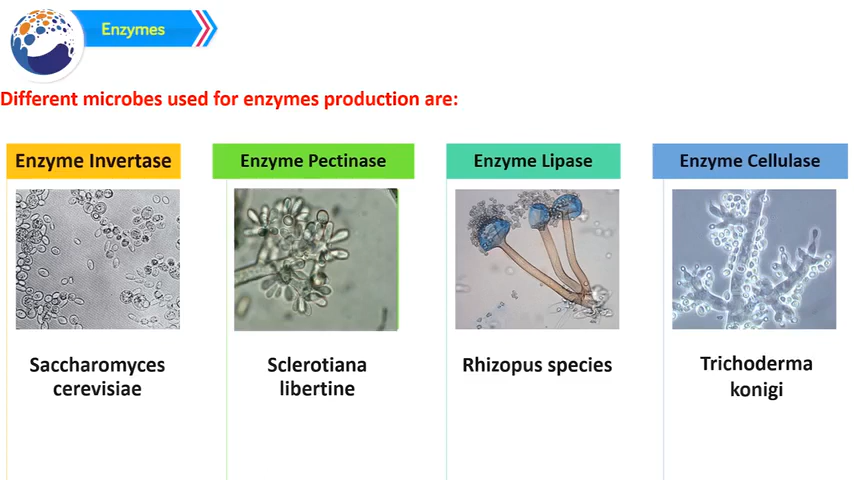 Enzymes
Different microbes used for enzymes production are:
Enzyme Invertase
Enzyme Pectinase
Enzyme Lipase
Enzyme Cellulase
Saccharomyces
cerevisiae
Sclerotiana
libertine
Rhizopus species
Trichoderma
konigi